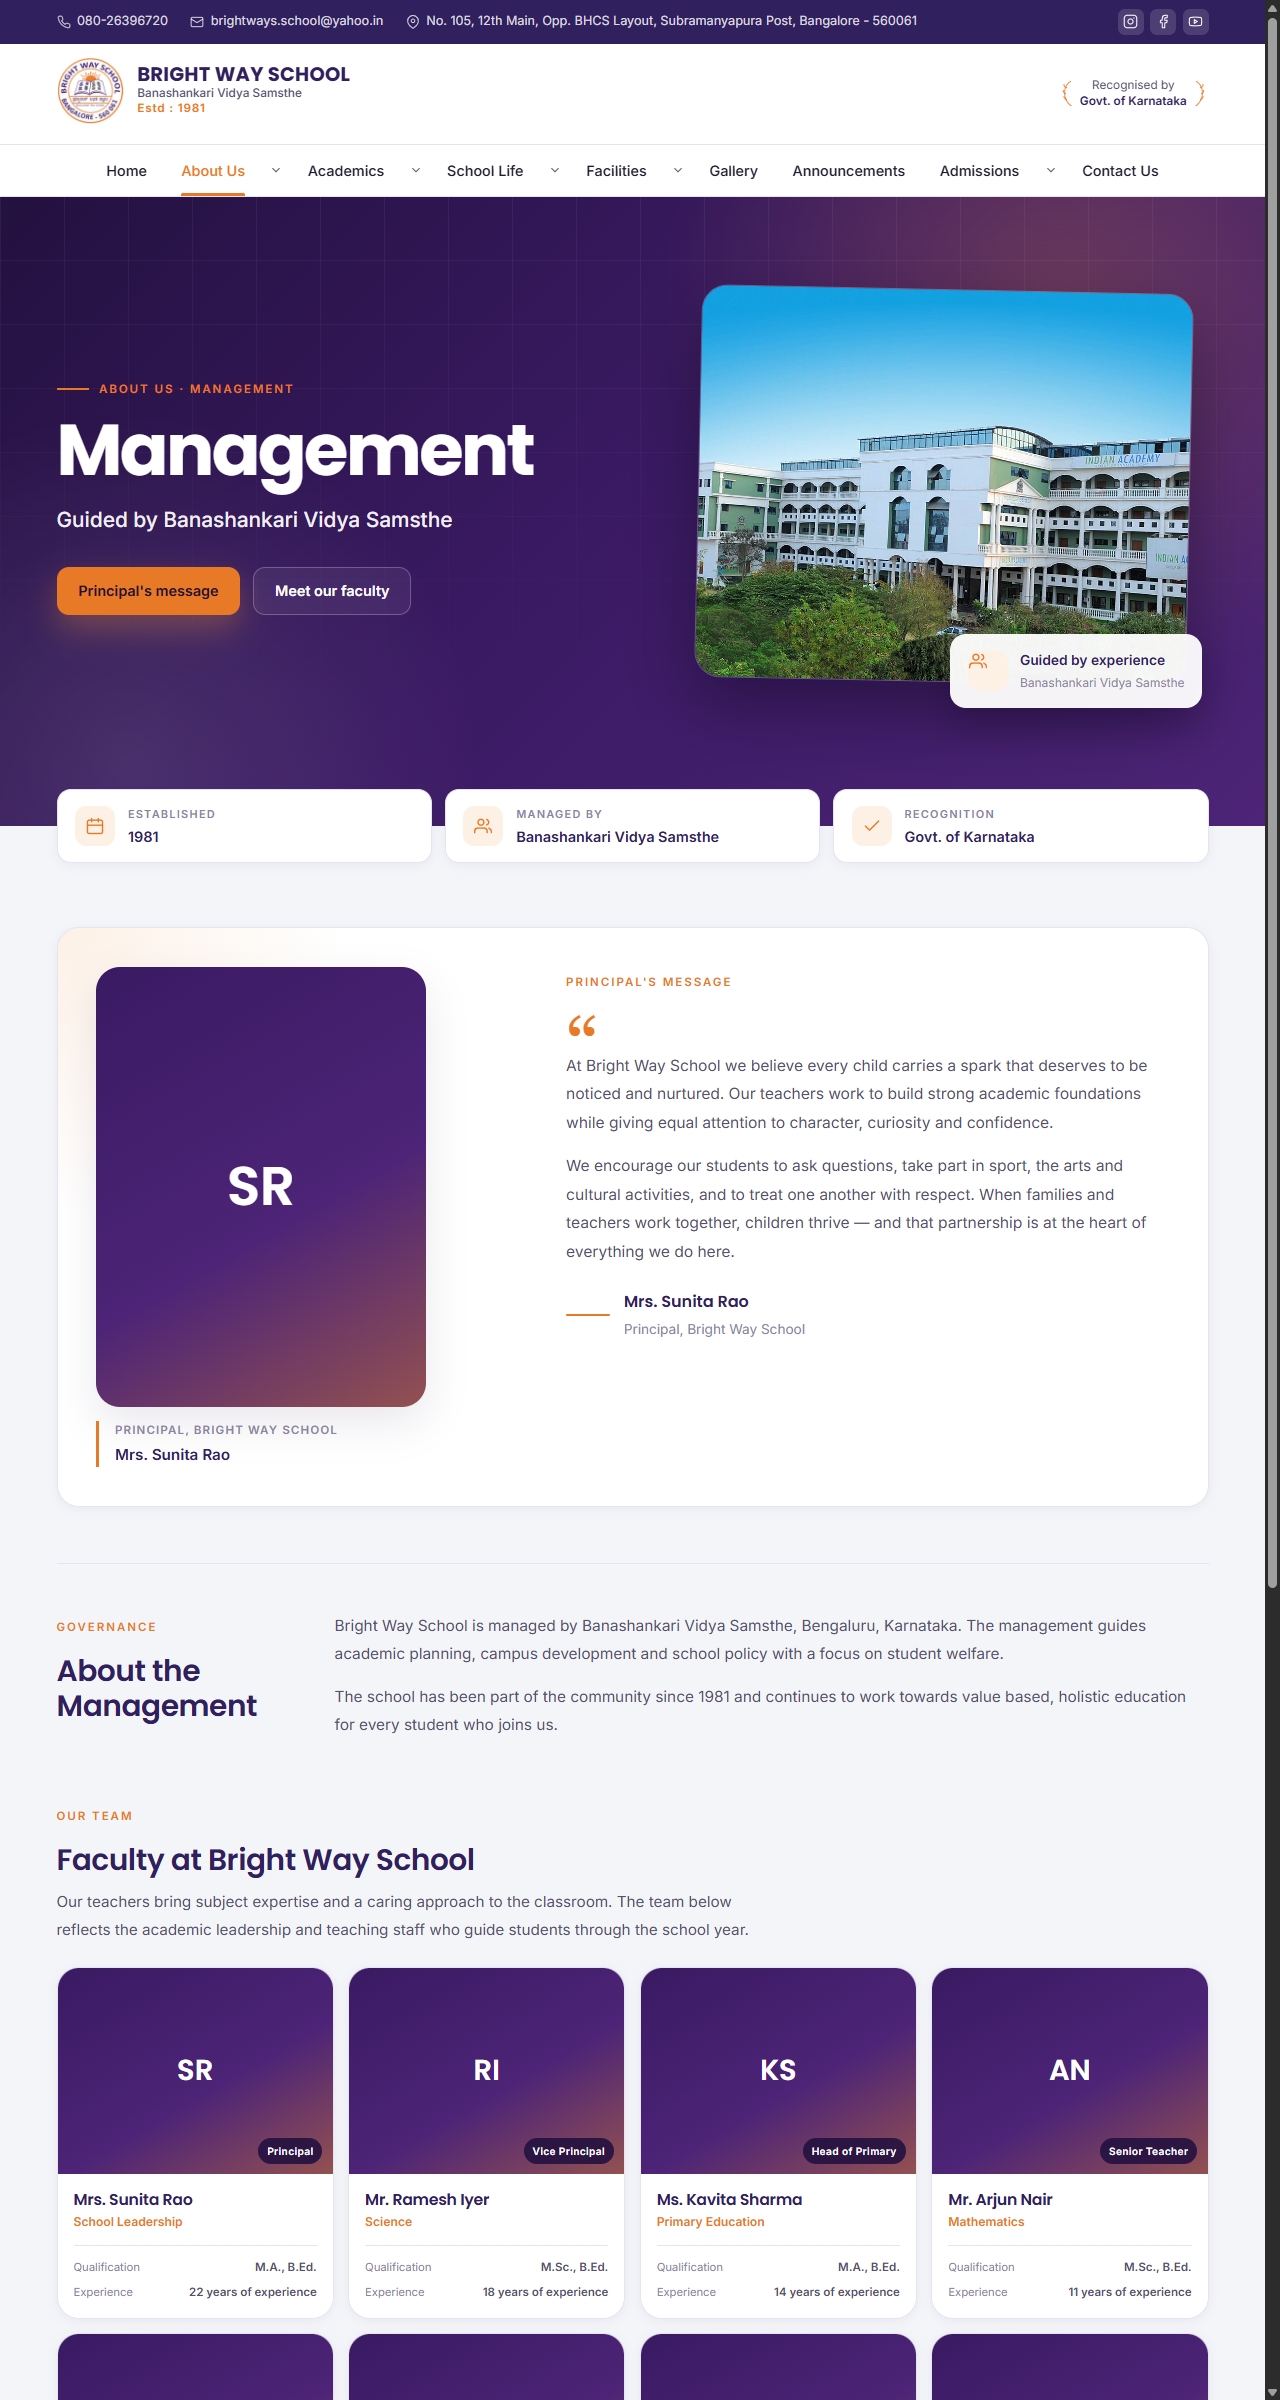 080-26396720
brightways.school@yahoo.in
No. 105, 12th Main, Opp. BHCS Layout, Subramanyapura Post, Bangalore - 560061
BRIGHT WAY SCHOOL
BANGALORE - 560 061
BRIGHT WAY SCHOOL
Banashankari Vidya Samsthe
Estd : 1981
Recognised by
Govt. of Karnataka
Home
About Us
Academics
School Life
Facilities
Gallery
Announcements
Admissions
Contact Us
ABOUT US · MANAGEMENT
Management
Guided by Banashankari Vidya Samsthe
Principal's message
Meet our faculty
INDIAN ACADEMY
Guided by experience
Banashankari Vidya Samsthe
ESTABLISHED
1981
MANAGED BY
Banashankari Vidya Samsthe
RECOGNITION
Govt. of Karnataka
SR
PRINCIPAL, BRIGHT WAY SCHOOL
Mrs. Sunita Rao
PRINCIPAL'S MESSAGE
“
At Bright Way School we believe every child carries a spark that deserves to be
noticed and nurtured. Our teachers work to build strong academic foundations
while giving equal attention to character, curiosity and confidence.
We encourage our students to ask questions, take part in sport, the arts and
cultural activities, and to treat one another with respect. When families and
teachers work together, children thrive — and that partnership is at the heart of
everything we do here.
Mrs. Sunita Rao
Principal, Bright Way School
GOVERNANCE
About the
Management
Bright Way School is managed by Banashankari Vidya Samsthe, Bengaluru, Karnataka. The management guides
academic planning, campus development and school policy with a focus on student welfare.
The school has been part of the community since 1981 and continues to work towards value based, holistic education
for every student who joins us.
OUR TEAM
Faculty at Bright Way School
Our teachers bring subject expertise and a caring approach to the classroom. The team below
reflects the academic leadership and teaching staff who guide students through the school year.
SR
Principal
Mrs. Sunita Rao
School Leadership
Qualification M.A., B.Ed.
Experience 22 years of experience
RI
Vice Principal
Mr. Ramesh Iyer
Science
Qualification M.Sc., B.Ed.
Experience 18 years of experience
KS
Head of Primary
Ms. Kavita Sharma
Primary Education
Qualification M.A., B.Ed.
Experience 14 years of experience
AN
Senior Teacher
Mr. Arjun Nair
Mathematics
Qualification M.Sc., B.Ed.
Experience 11 years of experience